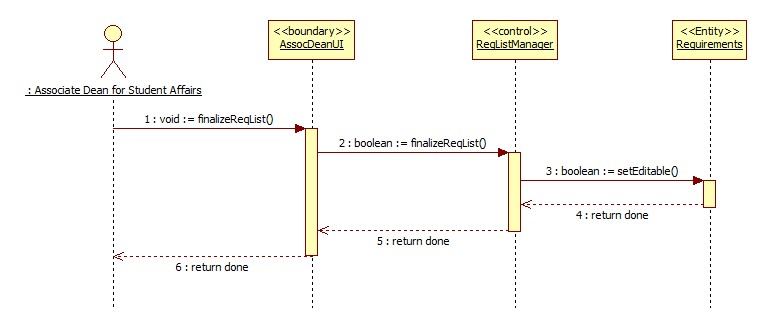 <<boundary>>
AssocDeanUI
<<control>>
ReqListManager
<<Entity>>
Requirements
: Associate Dean for Student Affairs
1 : void := finalizeReqList()
2 : boolean := finalizeReqList()
3 : boolean := setEditable()
4 : return done
5 : return done
6 : return done